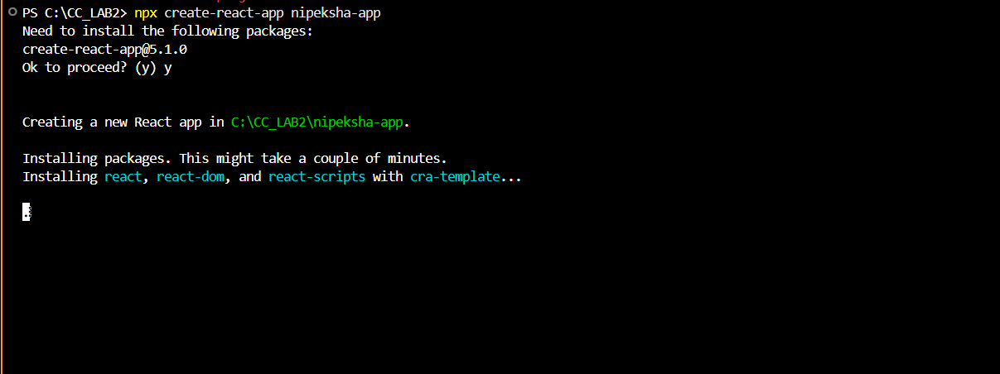 PS C:\CC_LAB2> npx create-react-app nipeksha-app
Need to install the following packages:
create-react-app@5.1.0
Ok to proceed? (y) y
Creating a new React app in C:\CC_LAB2\nipeksha-app.
Installing packages. This might take a couple of minutes.
Installing react, react-dom, and react-scripts with cra-template...